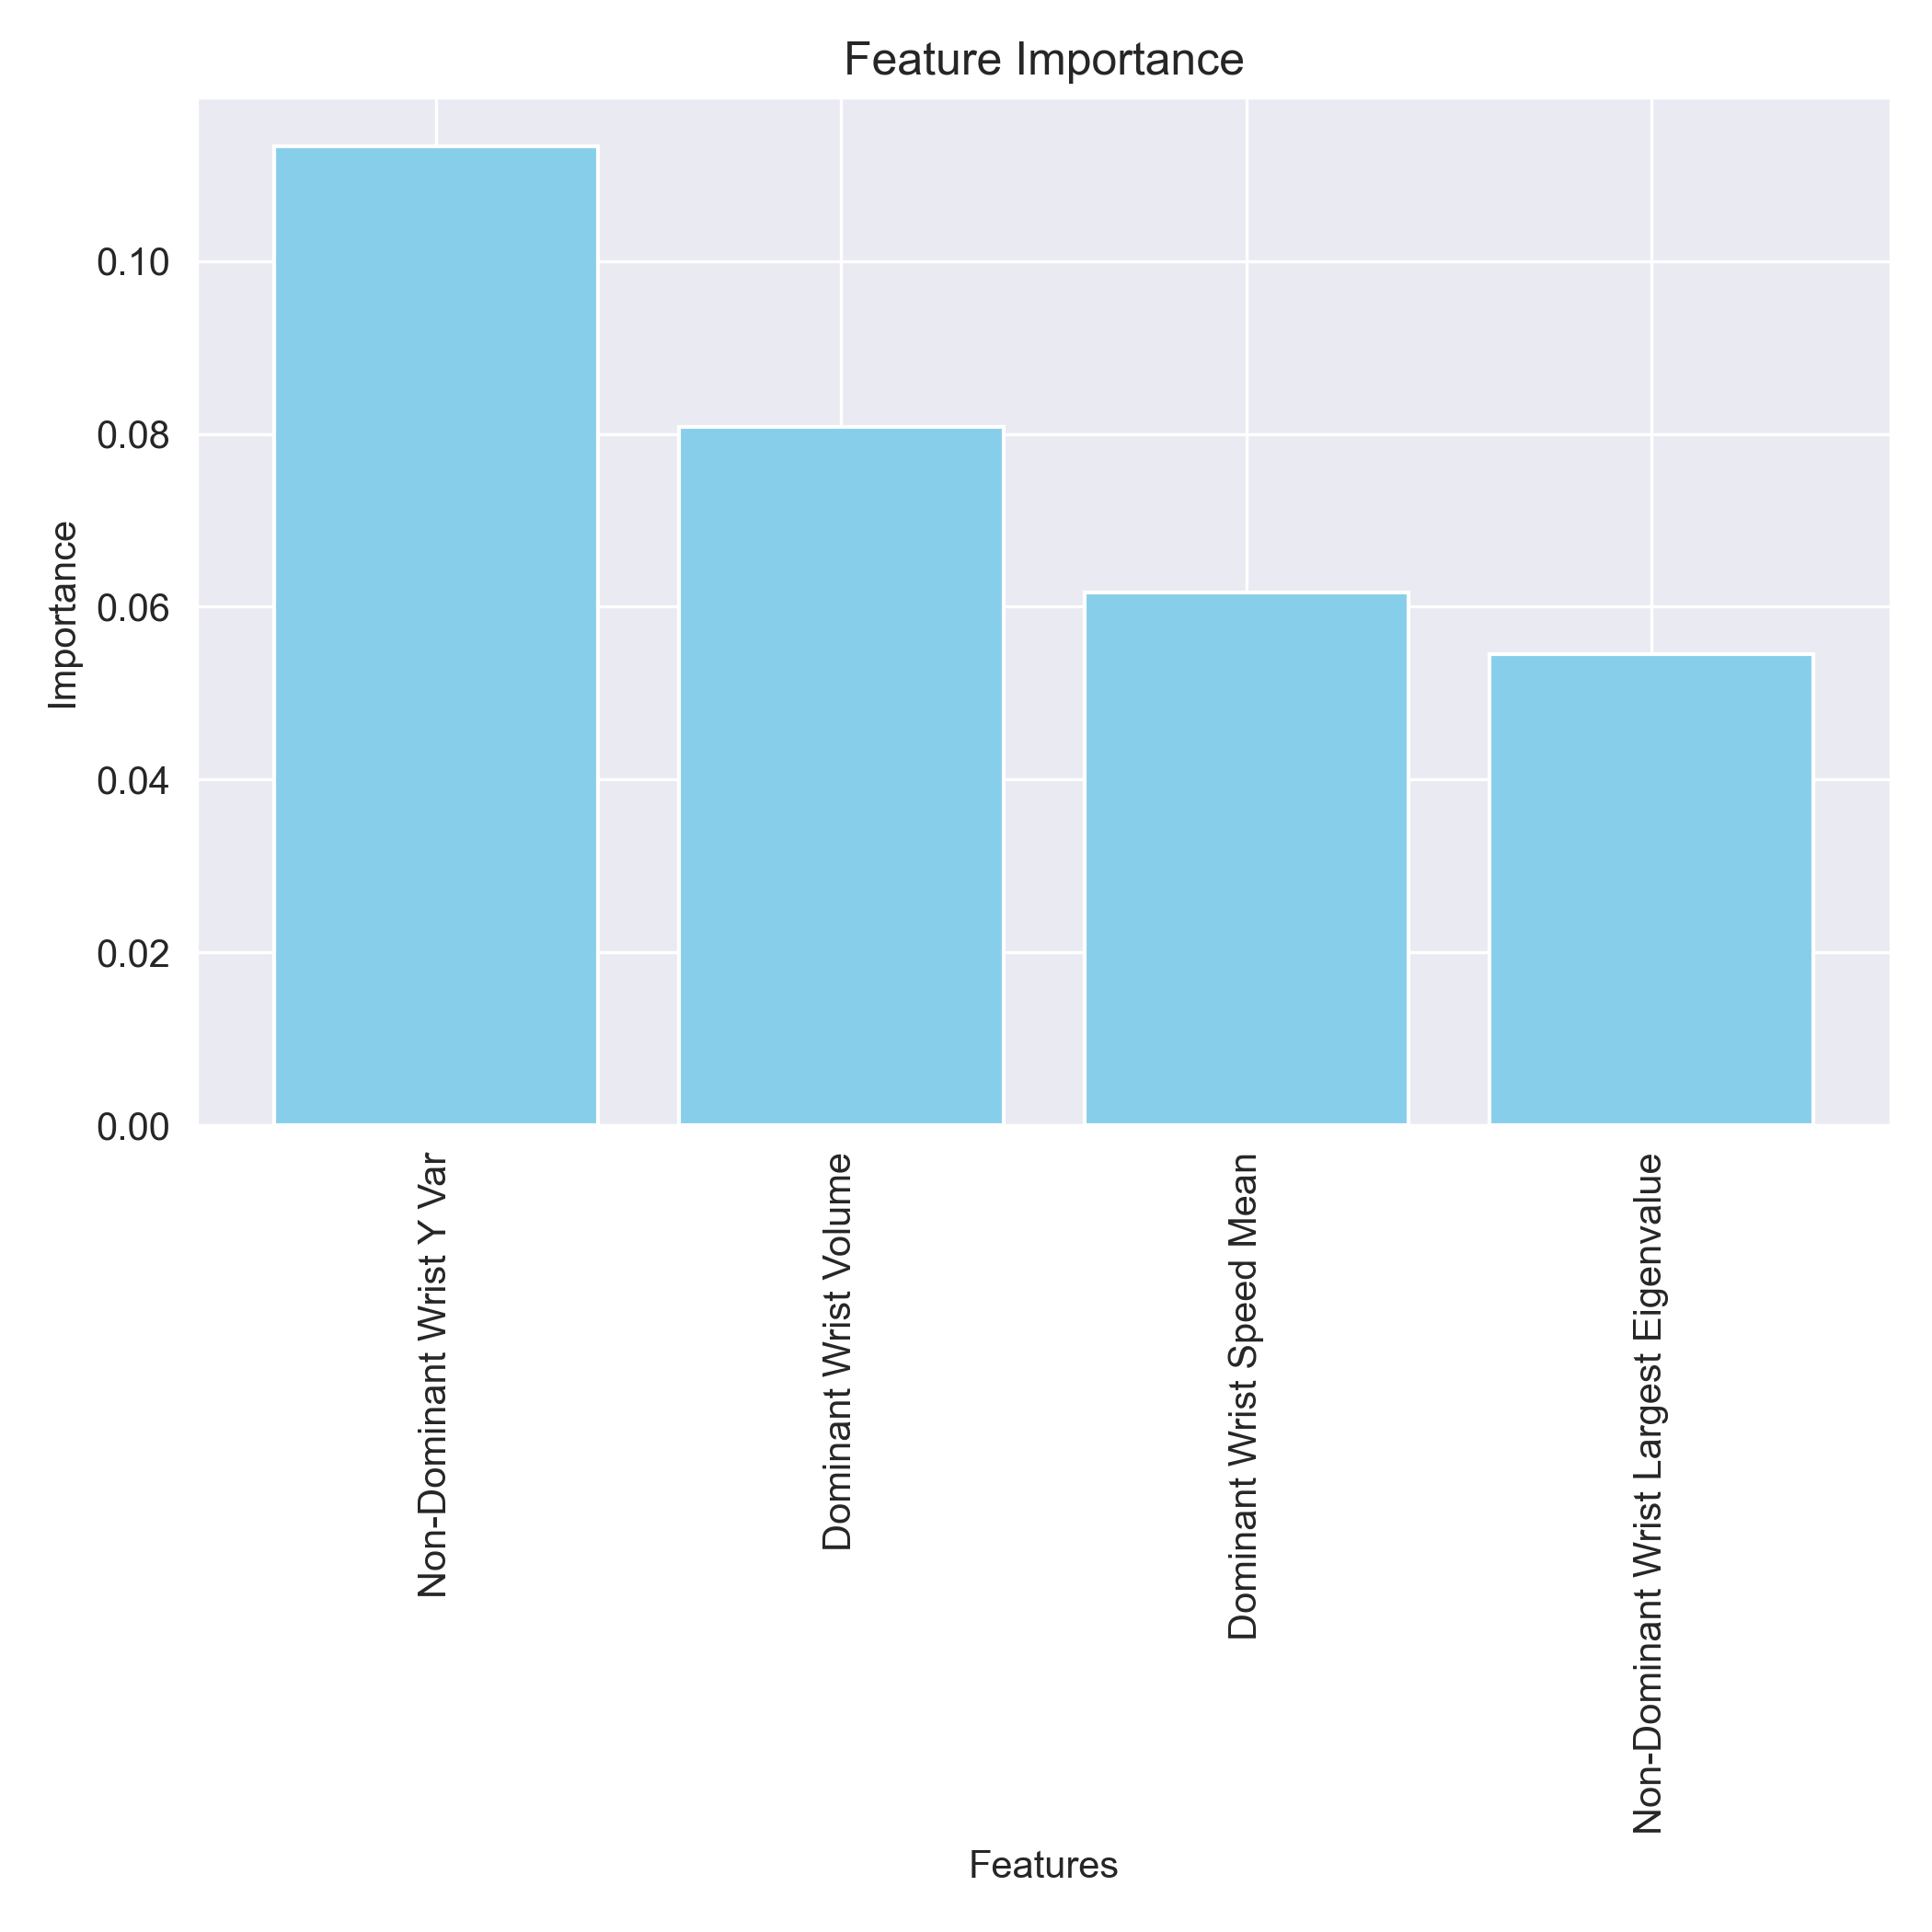 Feature Importance
Importance
0.10
0.08
0.06
0.04
0.02
0.00
Non-Dominant Wrist Y Var
Dominant Wrist Volume
Dominant Wrist Speed Mean
Non-Dominant Wrist Largest Eigenvalue
Features